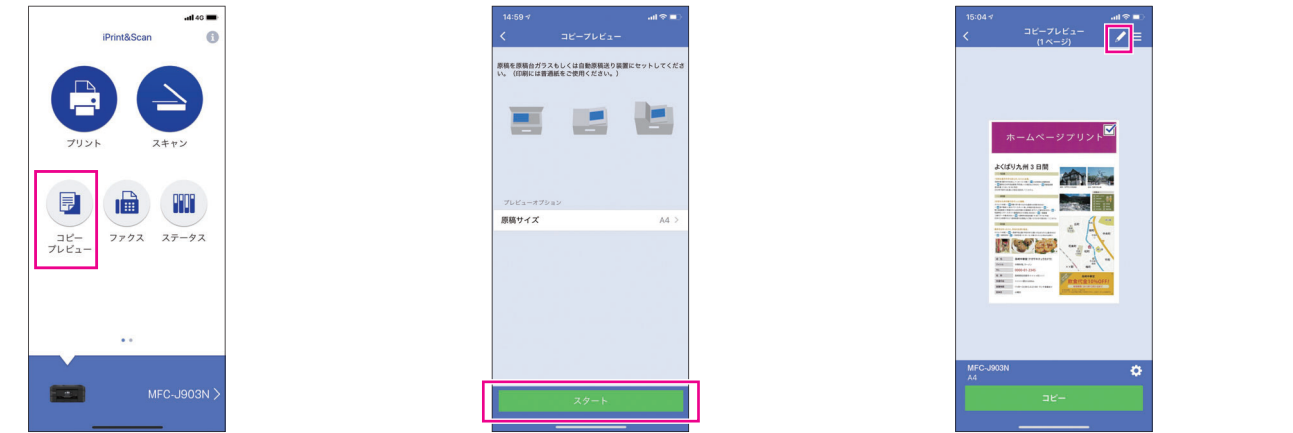 4G
iPrint&Scan
プリント
スキャン
コピー
プレビュー
ファクス
ステータス
MFC-J903N
14:59
コピープレビュー
原稿を原稿台ガラスもしくは自動原稿送り装置にセットしてくださ
い。（印刷には普通紙をご使用ください。）
プレビューオプション
原稿サイズ
A4
スタート
15:04
コピープレビュー
(1 ページ)
ホームページプリント
よくばり九州 3 日間
MFC-J903N
A4
コピー